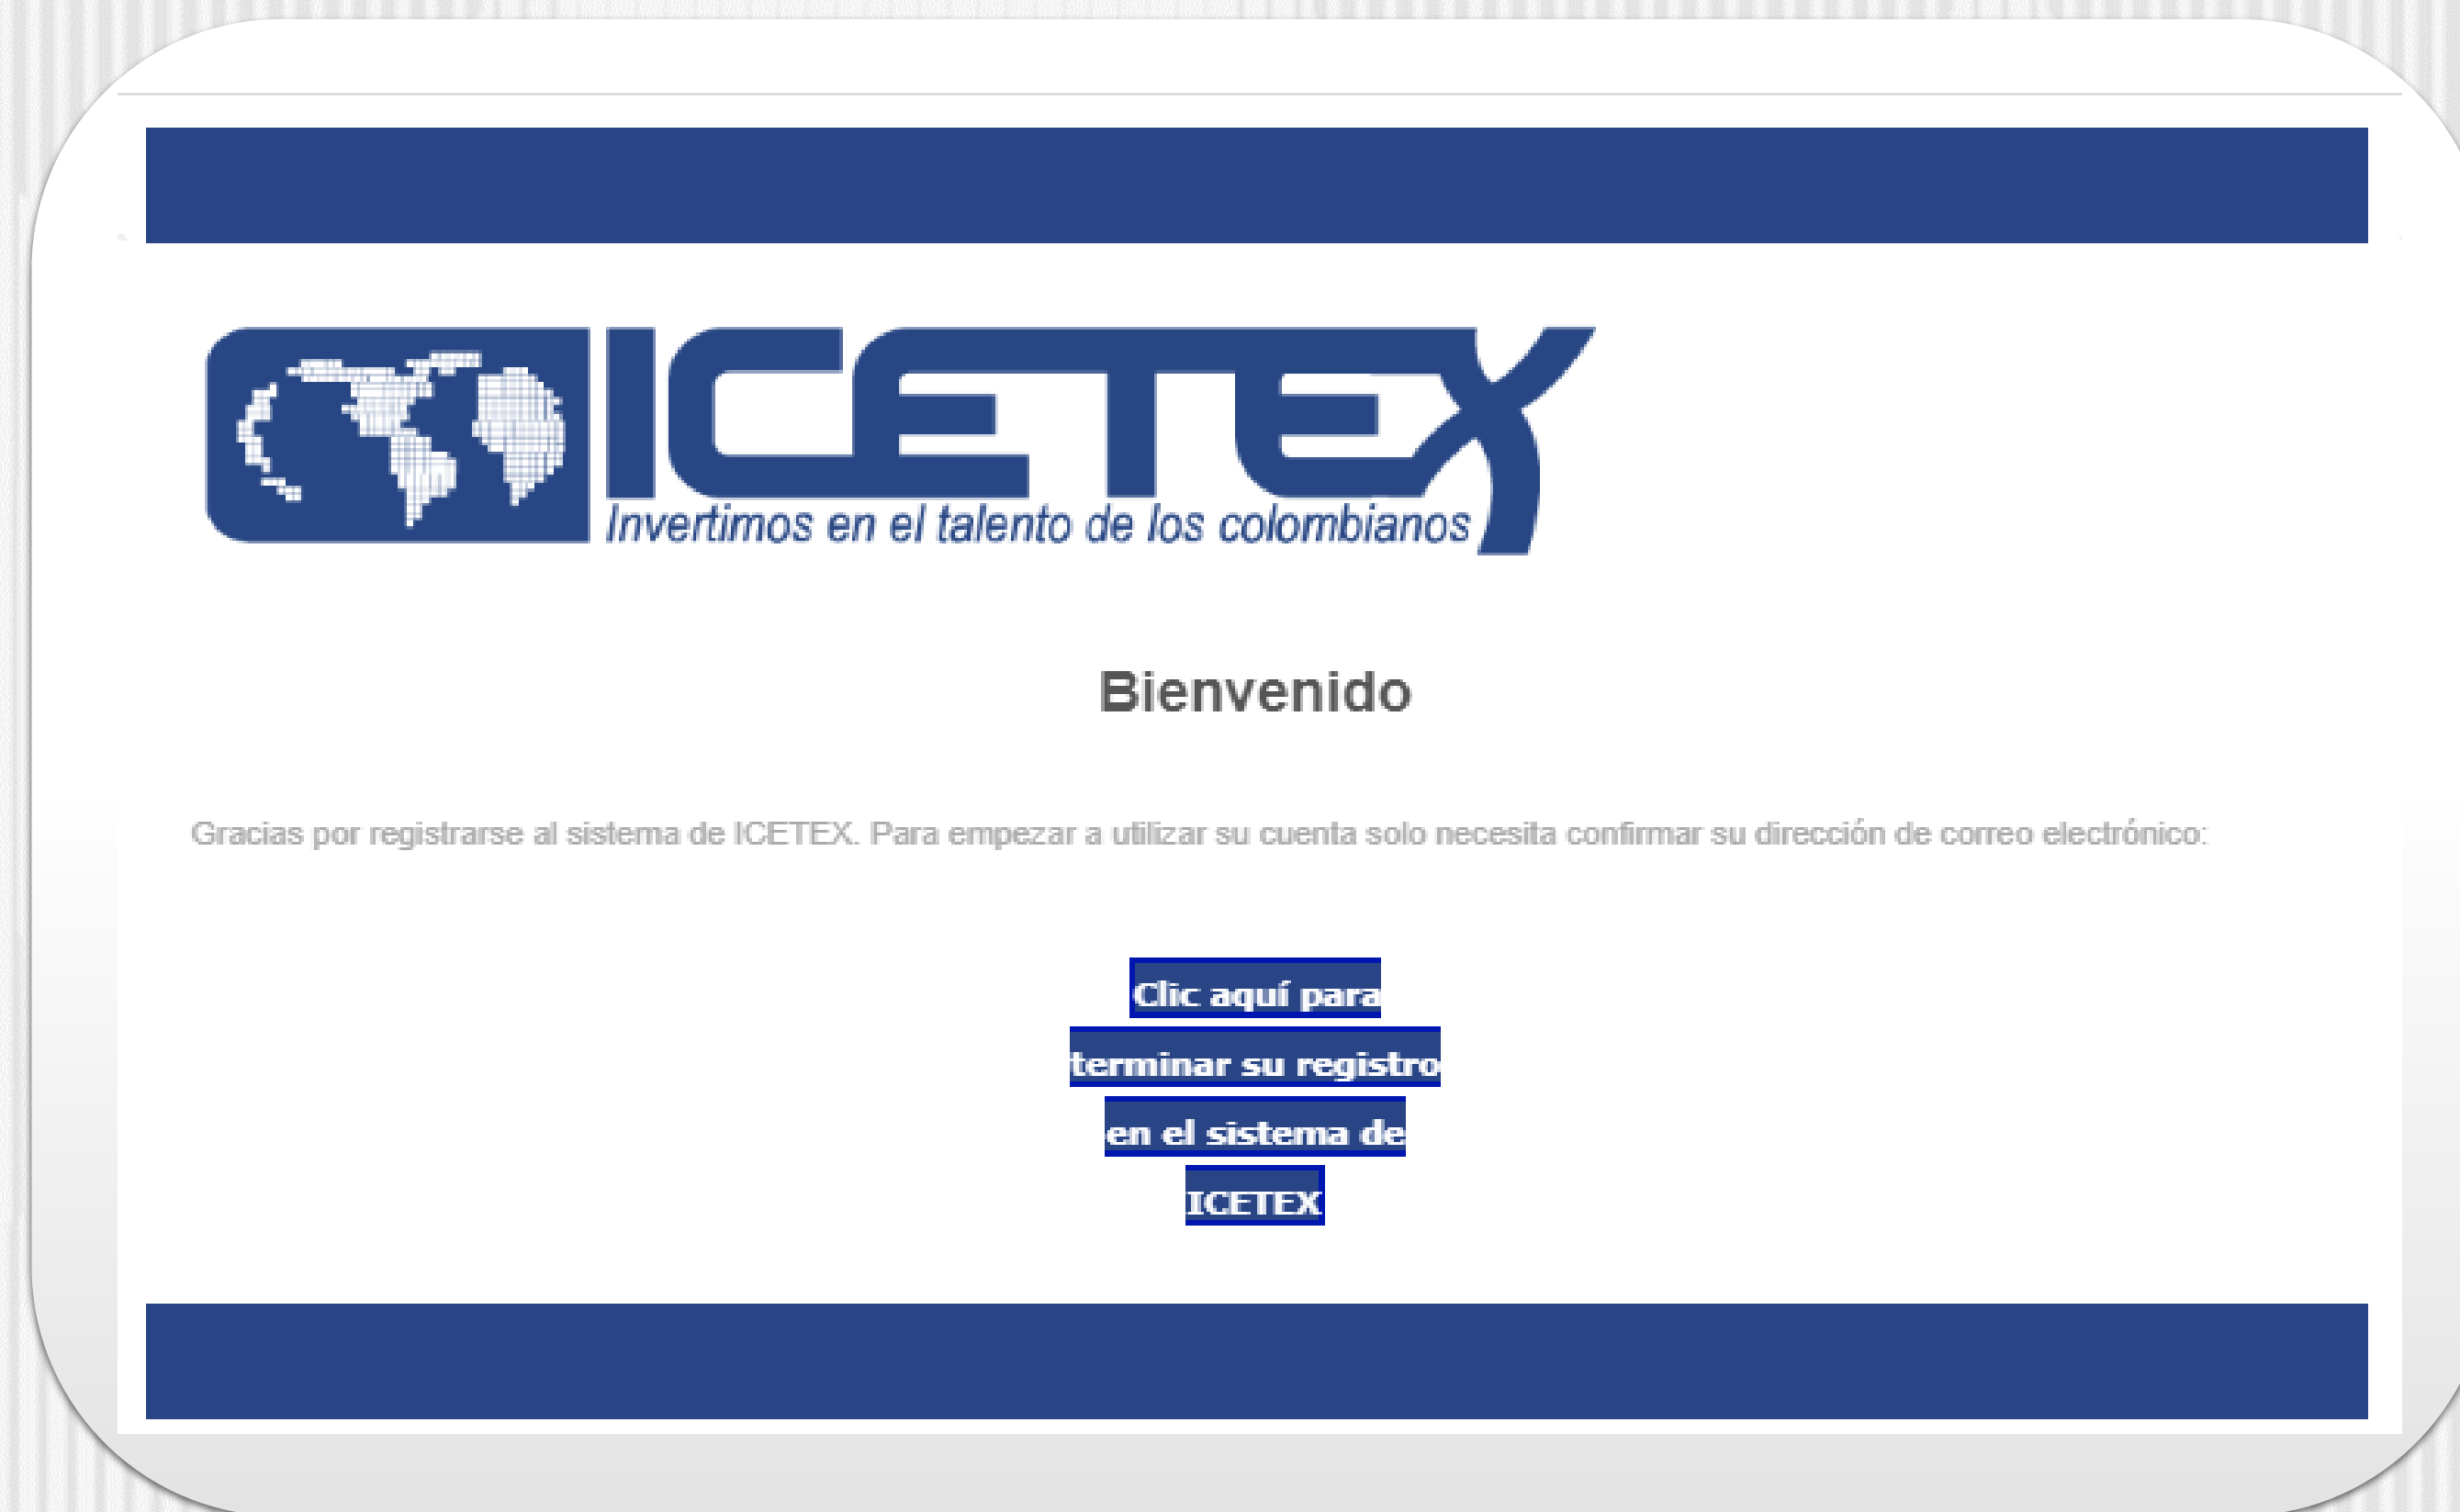 ICETEX
Invertimos en el talento de los colombianos
Bienvenido
Gracias por registrarse al sistema de ICETEX. Para empezar a utilizar su cuenta solo necesita confirmar su dirección de correo electrónico:
Clic aquí para
terminar su registro
en el sistema de
ICETEX